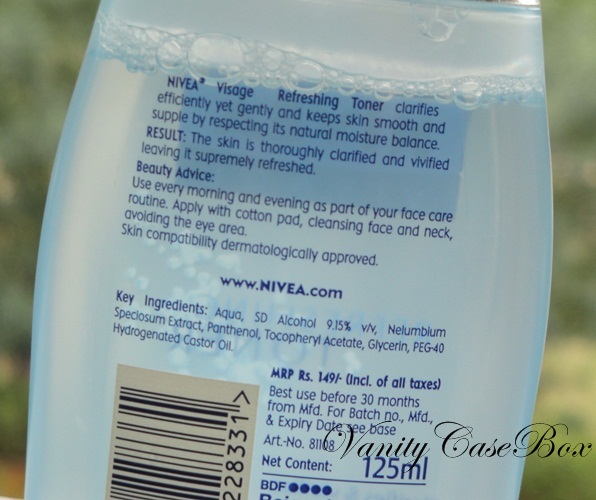 NIVEA® Visage Refreshing Toner clarifies
efficiently yet gently and keeps skin smooth and
supple by respecting its natural moisture balance.
RESULT: The skin is thoroughly clarified and vivified
leaving it supremely refreshed.
Beauty Advice:
Use every morning and evening as part of your face care
routine. Apply with cotton pad, cleansing face and neck,
avoiding the eye area.
Skin compatibility dermatologically approved.
www.NIVEA.com
Key Ingredients: Aqua, SD Alcohol 9.15% v/v, Nelumbium
Speciosum Extract, Panthenol, Tocopheryl Acetate, Glycerin, PEG-40
Hydrogenated Castor Oil.
MRP Rs. 149/- (Incl. of all taxes)
Best use before 30 months
from Mfd. For Batch no., Mfd.,
& Expiry Date see base
Art.-No. 81108
Net Content: 125ml
BDF
228331
VanityCaseBox